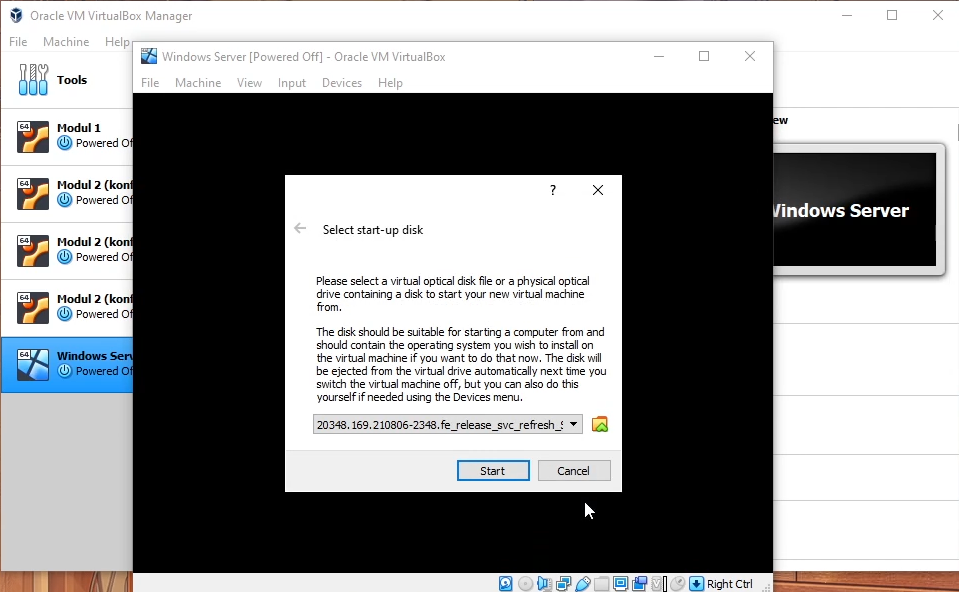 Oracle VM VirtualBox Manager
File Machine Help
Tools
64
Modul 1
Powered Of
64
Modul 2 (konf
Powered Of
64
Modul 2 (konf
Powered Of
64
Modul 2 (konf
Powered Of
64
Windows Serv
Powered Of
Windows Server [Powered Off] - Oracle VM VirtualBox
File Machine View Input Devices Help
?
Select start-up disk
Please select a virtual optical disk file or a physical optical
drive containing a disk to start your new virtual machine
from.
The disk should be suitable for starting a computer from and
should contain the operating system you wish to install on
the virtual machine if you want to do that now. The disk will
be ejected from the virtual drive automatically next time you
switch the virtual machine off, but you can also do this
yourself if needed using the Devices menu.
20348.169.210806-2348.fe_release_svc_refresh_S
Start Cancel
Right Ctrl
ew
Windows Server